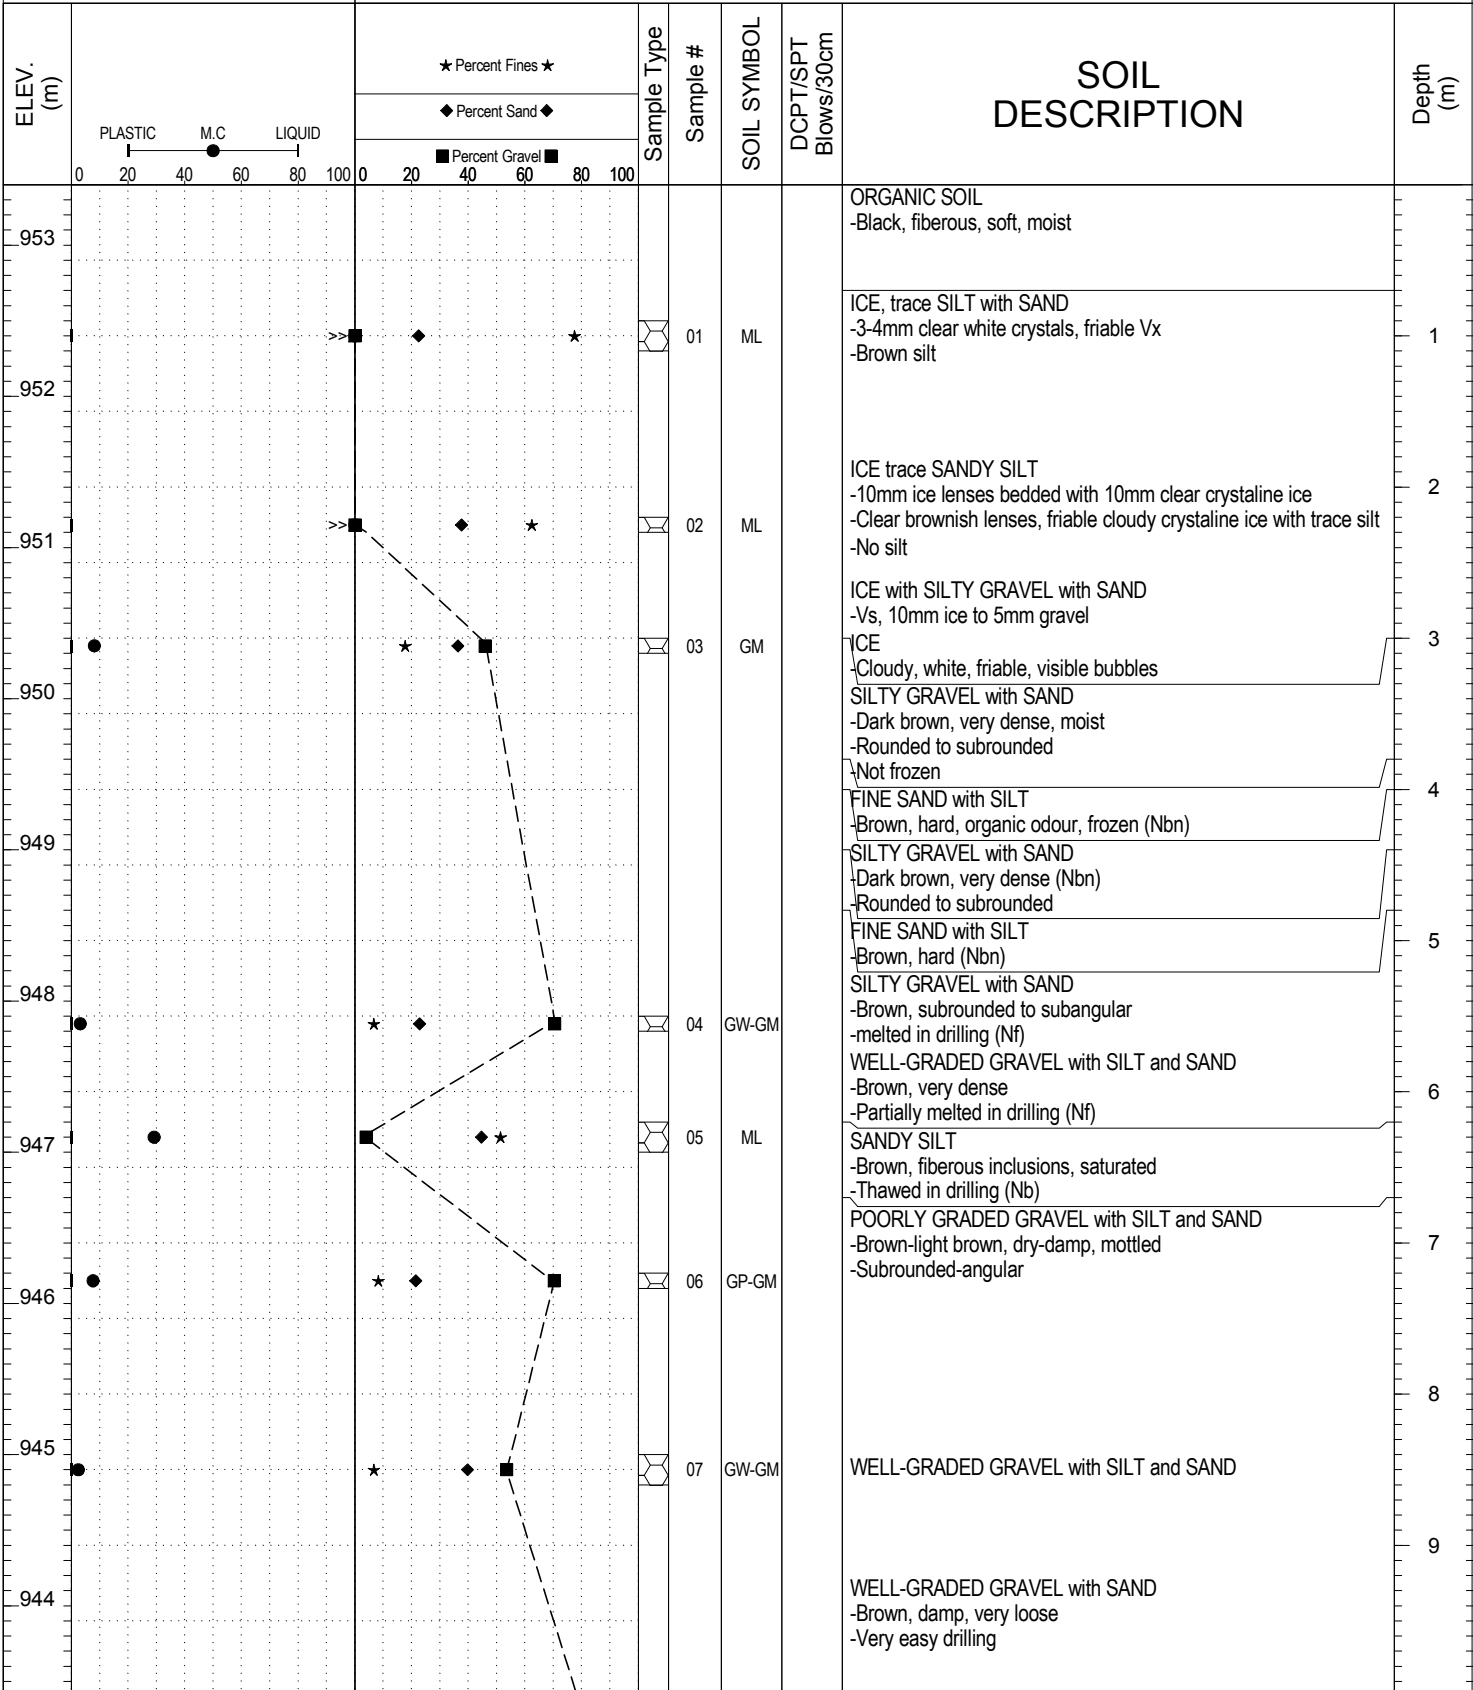 ELEV.
(m)
PLASTIC M.C LIQUID
0 20 40 60 80 100
★ Percent Fines ★
◆ Percent Sand ◆
■ Percent Gravel ■
0 20 40 60 80 100
Sample Type
Sample #
SOIL SYMBOL
DCPT/SPT
Blows/30cm
SOIL
DESCRIPTION
Depth
(m)
ORGANIC SOIL
-Black, fiberous, soft, moist
953
ICE, trace SILT with SAND
-3-4mm clear white crystals, friable Vx
>> 01 ML 1
-Brown silt
952
ICE trace SANDY SILT
2
-10mm ice lenses bedded with 10mm clear crystaline ice
>> 02 ML
-Clear brownish lenses, friable cloudy crystaline ice with trace silt
951
-No silt
ICE with SILTY GRAVEL with SAND
-Vs, 10mm ice to 5mm gravel
03 GM 3
ICE
-Cloudy, white, friable, visible bubbles
950
SILTY GRAVEL with SAND
-Dark brown, very dense, moist
-Rounded to subrounded
-Not frozen
4
FINE SAND with SILT
-Brown, hard, organic odour, frozen (Nbn)
949
SILTY GRAVEL with SAND
-Dark brown, very dense (Nbn)
-Rounded to subrounded
FINE SAND with SILT
5
-Brown, hard (Nbn)
SILTY GRAVEL with SAND
948
-Brown, subrounded to subangular
04 GW-GM
-melted in drilling (Nf)
WELL-GRADED GRAVEL with SILT and SAND
-Brown, very dense
6
-Partially melted in drilling (Nf)
05 ML
SANDY SILT
947
-Brown, fiberous inclusions, saturated
-Thawed in drilling (Nb)
POORLY GRADED GRAVEL with SILT and SAND
-Brown-light brown, dry-damp, mottled
7
-Subrounded-angular
06 GP-GM
946
8
945
07 GW-GM
WELL-GRADED GRAVEL with SILT and SAND
9
WELL-GRADED GRAVEL with SAND
944
-Brown, damp, very loose
-Very easy drilling